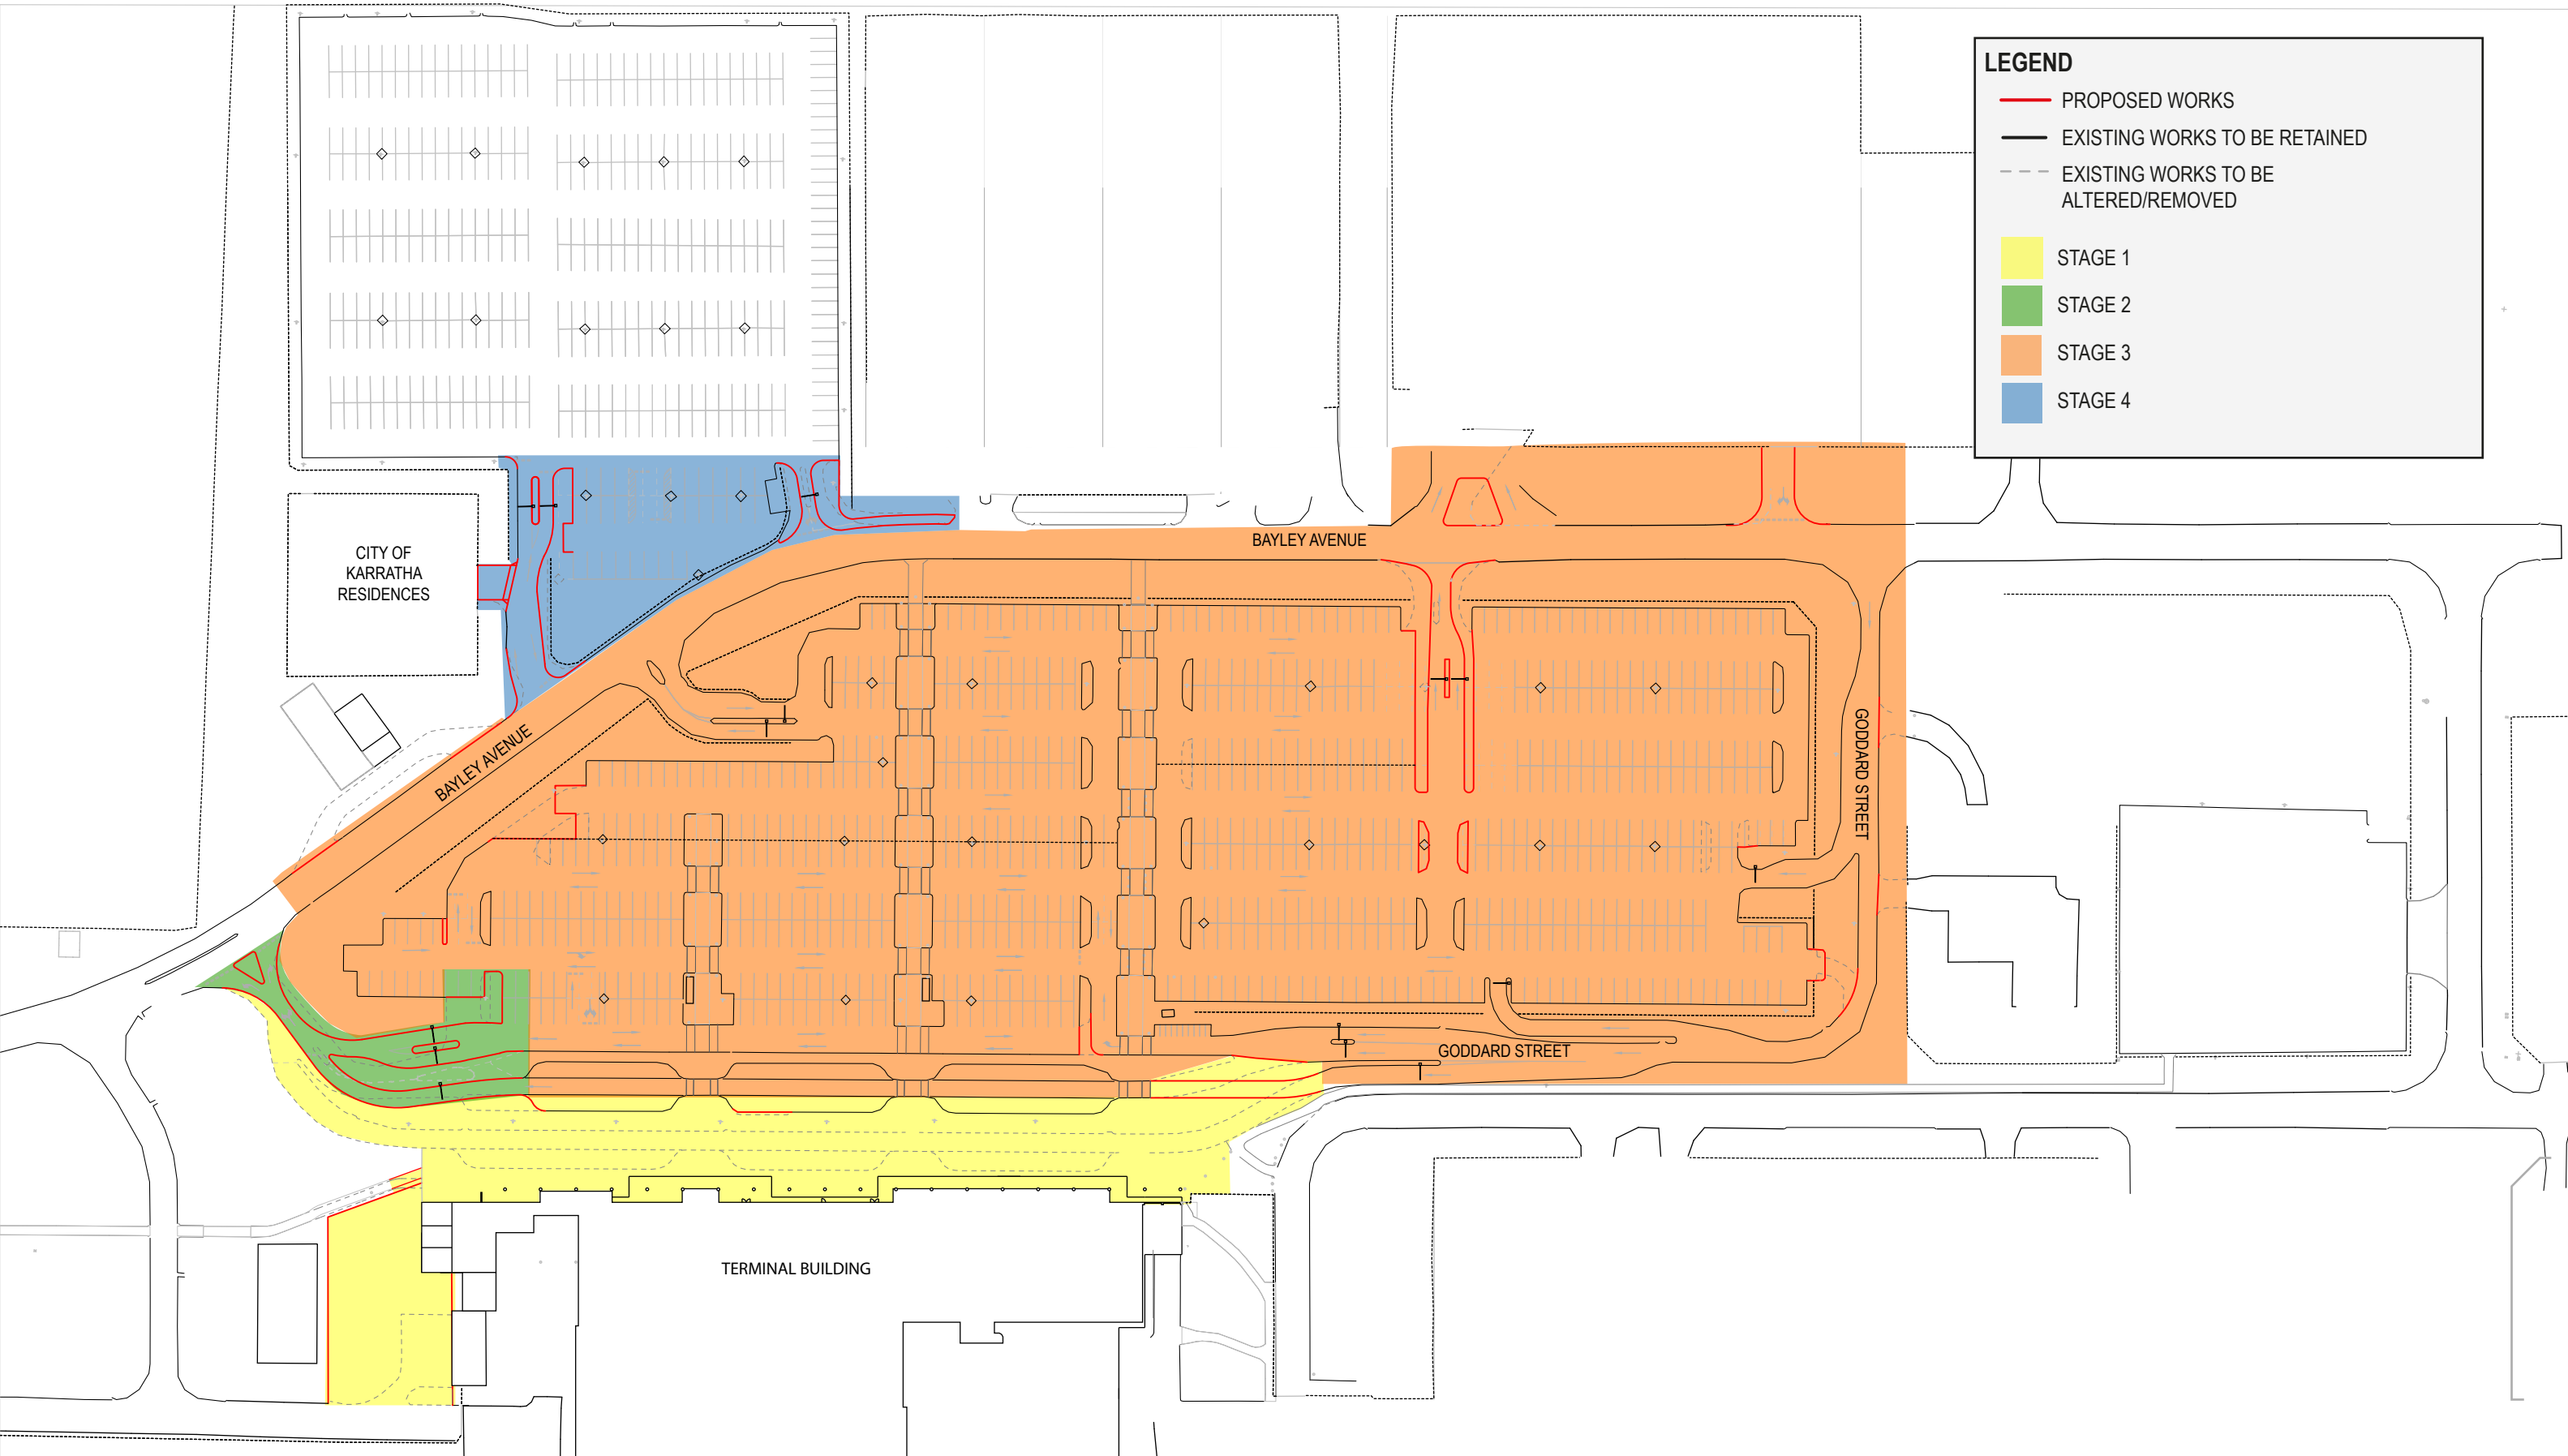 LEGEND
PROPOSED WORKS
EXISTING WORKS TO BE RETAINED
EXISTING WORKS TO BE
ALTERED/REMOVED
STAGE 1
STAGE 2
STAGE 3
STAGE 4
BAYLEY AVENUE
CITY OF
KARRATHA
RESIDENCES
BAYLEY AVENUE
GODDARD STREET
GODDARD STREET
TERMINAL BUILDING